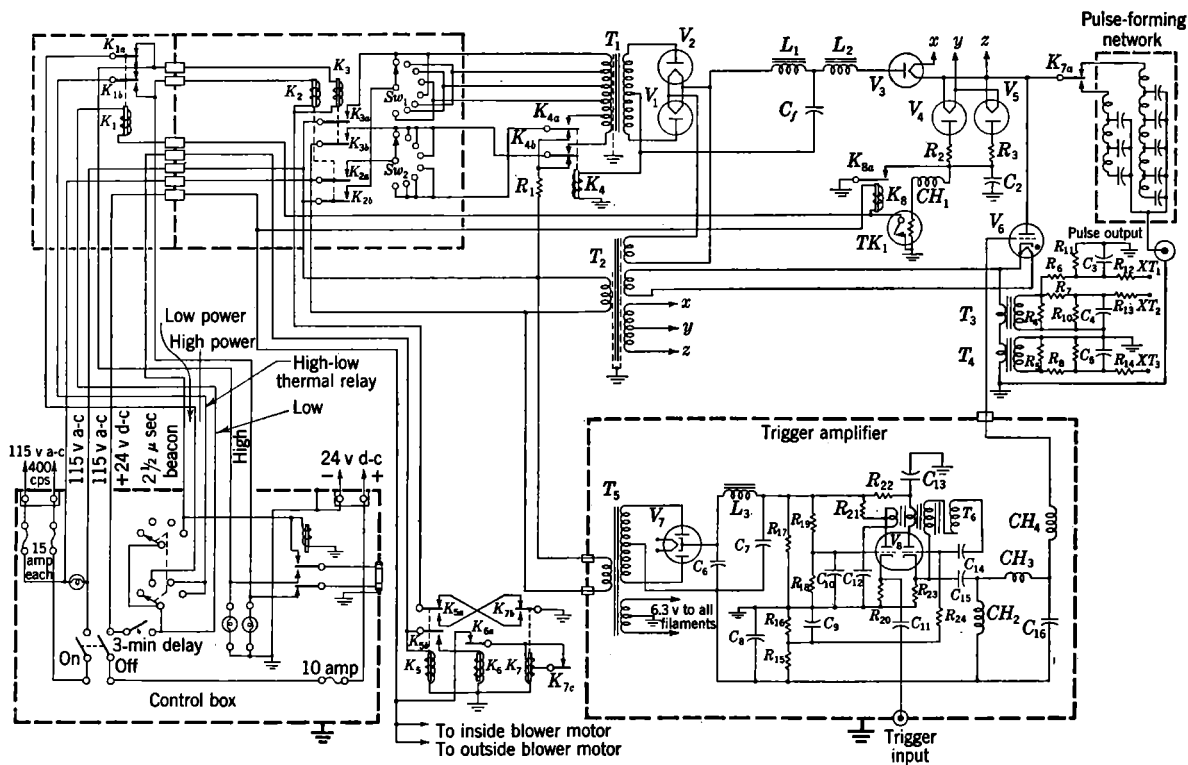 Pulse-forming
network
K1a
K1b
K1
K2
K3
K3a
K3b
K2a
K2b
Sw1
Sw2
T1
V2
V1
K4a
K4b
R1
K4
L1
L2
Cf
V3
x
y
z
V4
V5
R2
R3
K8a
K8
CH1
C2
TK1
K7a
V6
Pulse output
T2
x
y
z
T3
T4
R11
C3
R12
XT1
R6
R7
R10
C4
R13
XT2
R5
R8
R14
XT3
Low power
High power
High-low
thermal relay
Low
115 v a-c
400
cps
115 v a-c
115 v a-c
+24 v d-c
2½ μ sec
beacon
High
24 v d-c
− +
15
amp
each
3-min delay
On
Off
10 amp
Control box
K5a
K7b
K6a
K5b
K5
K6
K7
K7c
To inside blower motor
To outside blower motor
Trigger amplifier
T5
V7
L3
C6
C7
6.3 v to all
filaments
R17
R19
R18
R16
R15
C8
C9
C10
C12
R22
R21
C13
V8
T6
R20
C11
R23
R24
C14
C15
CH2
CH3
CH4
C16
Trigger
input